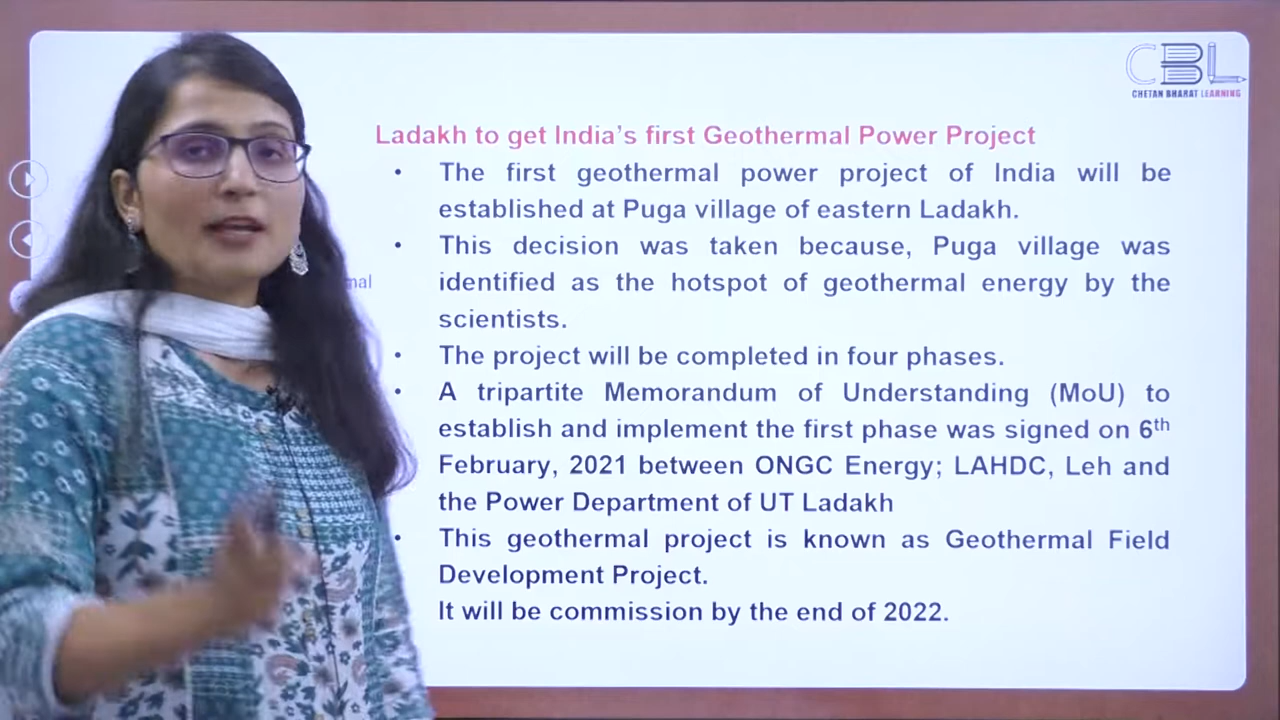 CBL
CHETAN BHARAT LEARNING
Ladakh to get India's first Geothermal Power Project
• The first geothermal power project of India will be
established at Puga village of eastern Ladakh.
• This decision was taken because, Puga village was
identified as the hotspot of geothermal energy by the
scientists.
• The project will be completed in four phases.
• A tripartite Memorandum of Understanding (MoU) to
establish and implement the first phase was signed on 6th
February, 2021 between ONGC Energy; LAHDC, Leh and
the Power Department of UT Ladakh
• This geothermal project is known as Geothermal Field
Development Project.
It will be commission by the end of 2022.